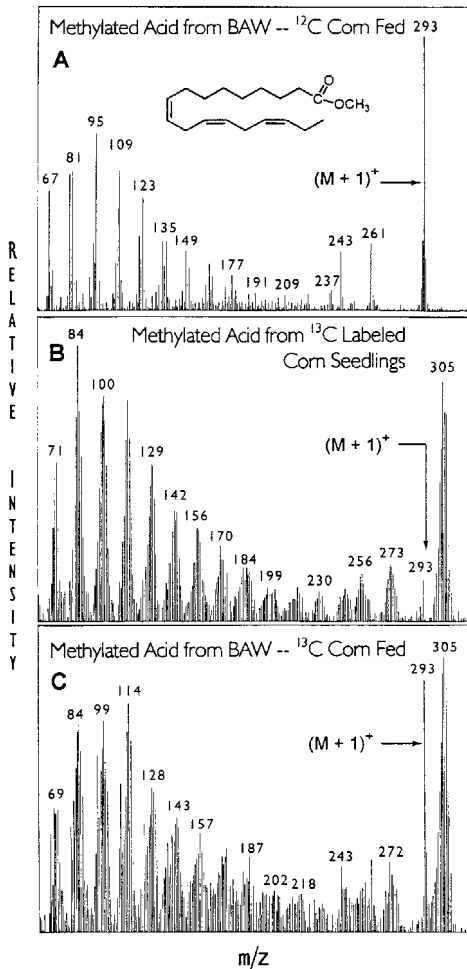 RELATIVE INTENSITY
Methylated Acid from BAW -- ¹²C Corn Fed
293
A
O
C
OCH₃
95
81
109
67
123
(M + 1)⁺
135
149
177
191
209
237
243
261
B
Methylated Acid from ¹³C Labeled
Corn Seedlings
84
305
100
71
129
(M + 1)⁺
142
156
170
184
199
230
256
273
293
C
Methylated Acid from BAW -- ¹³C Corn Fed
305
293
114
84
99
(M + 1)⁺
69
128
143
157
187
202
218
243
272
m/z